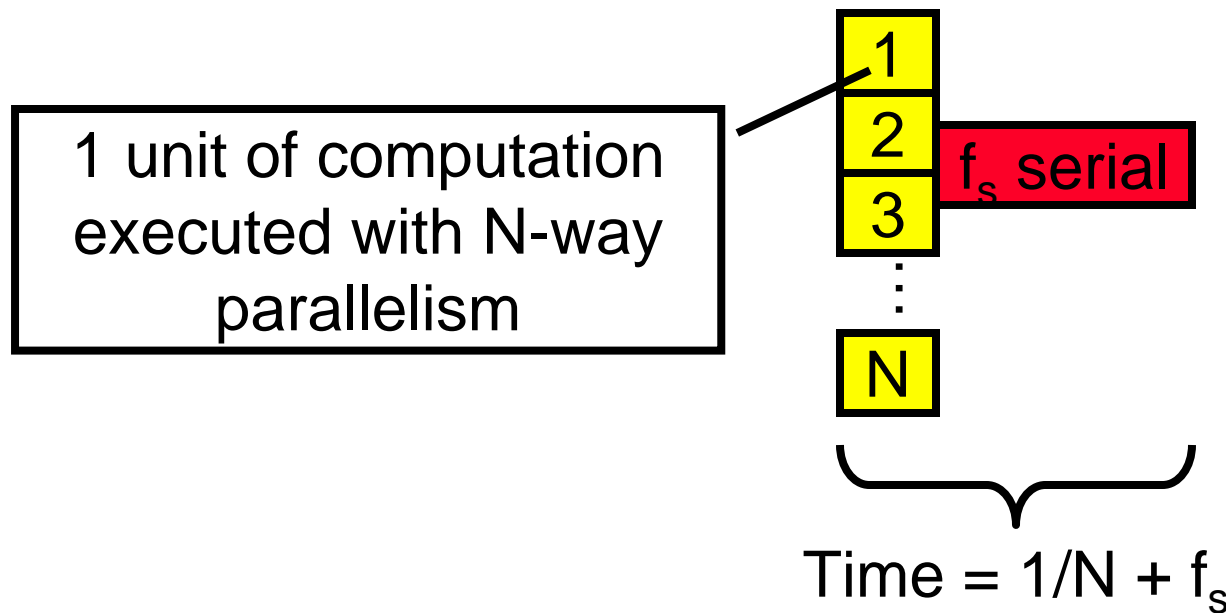 1
1 unit of computation
executed with N-way
parallelism
2
fₛ serial
3
⋮
N
Time = 1/N + fₛ